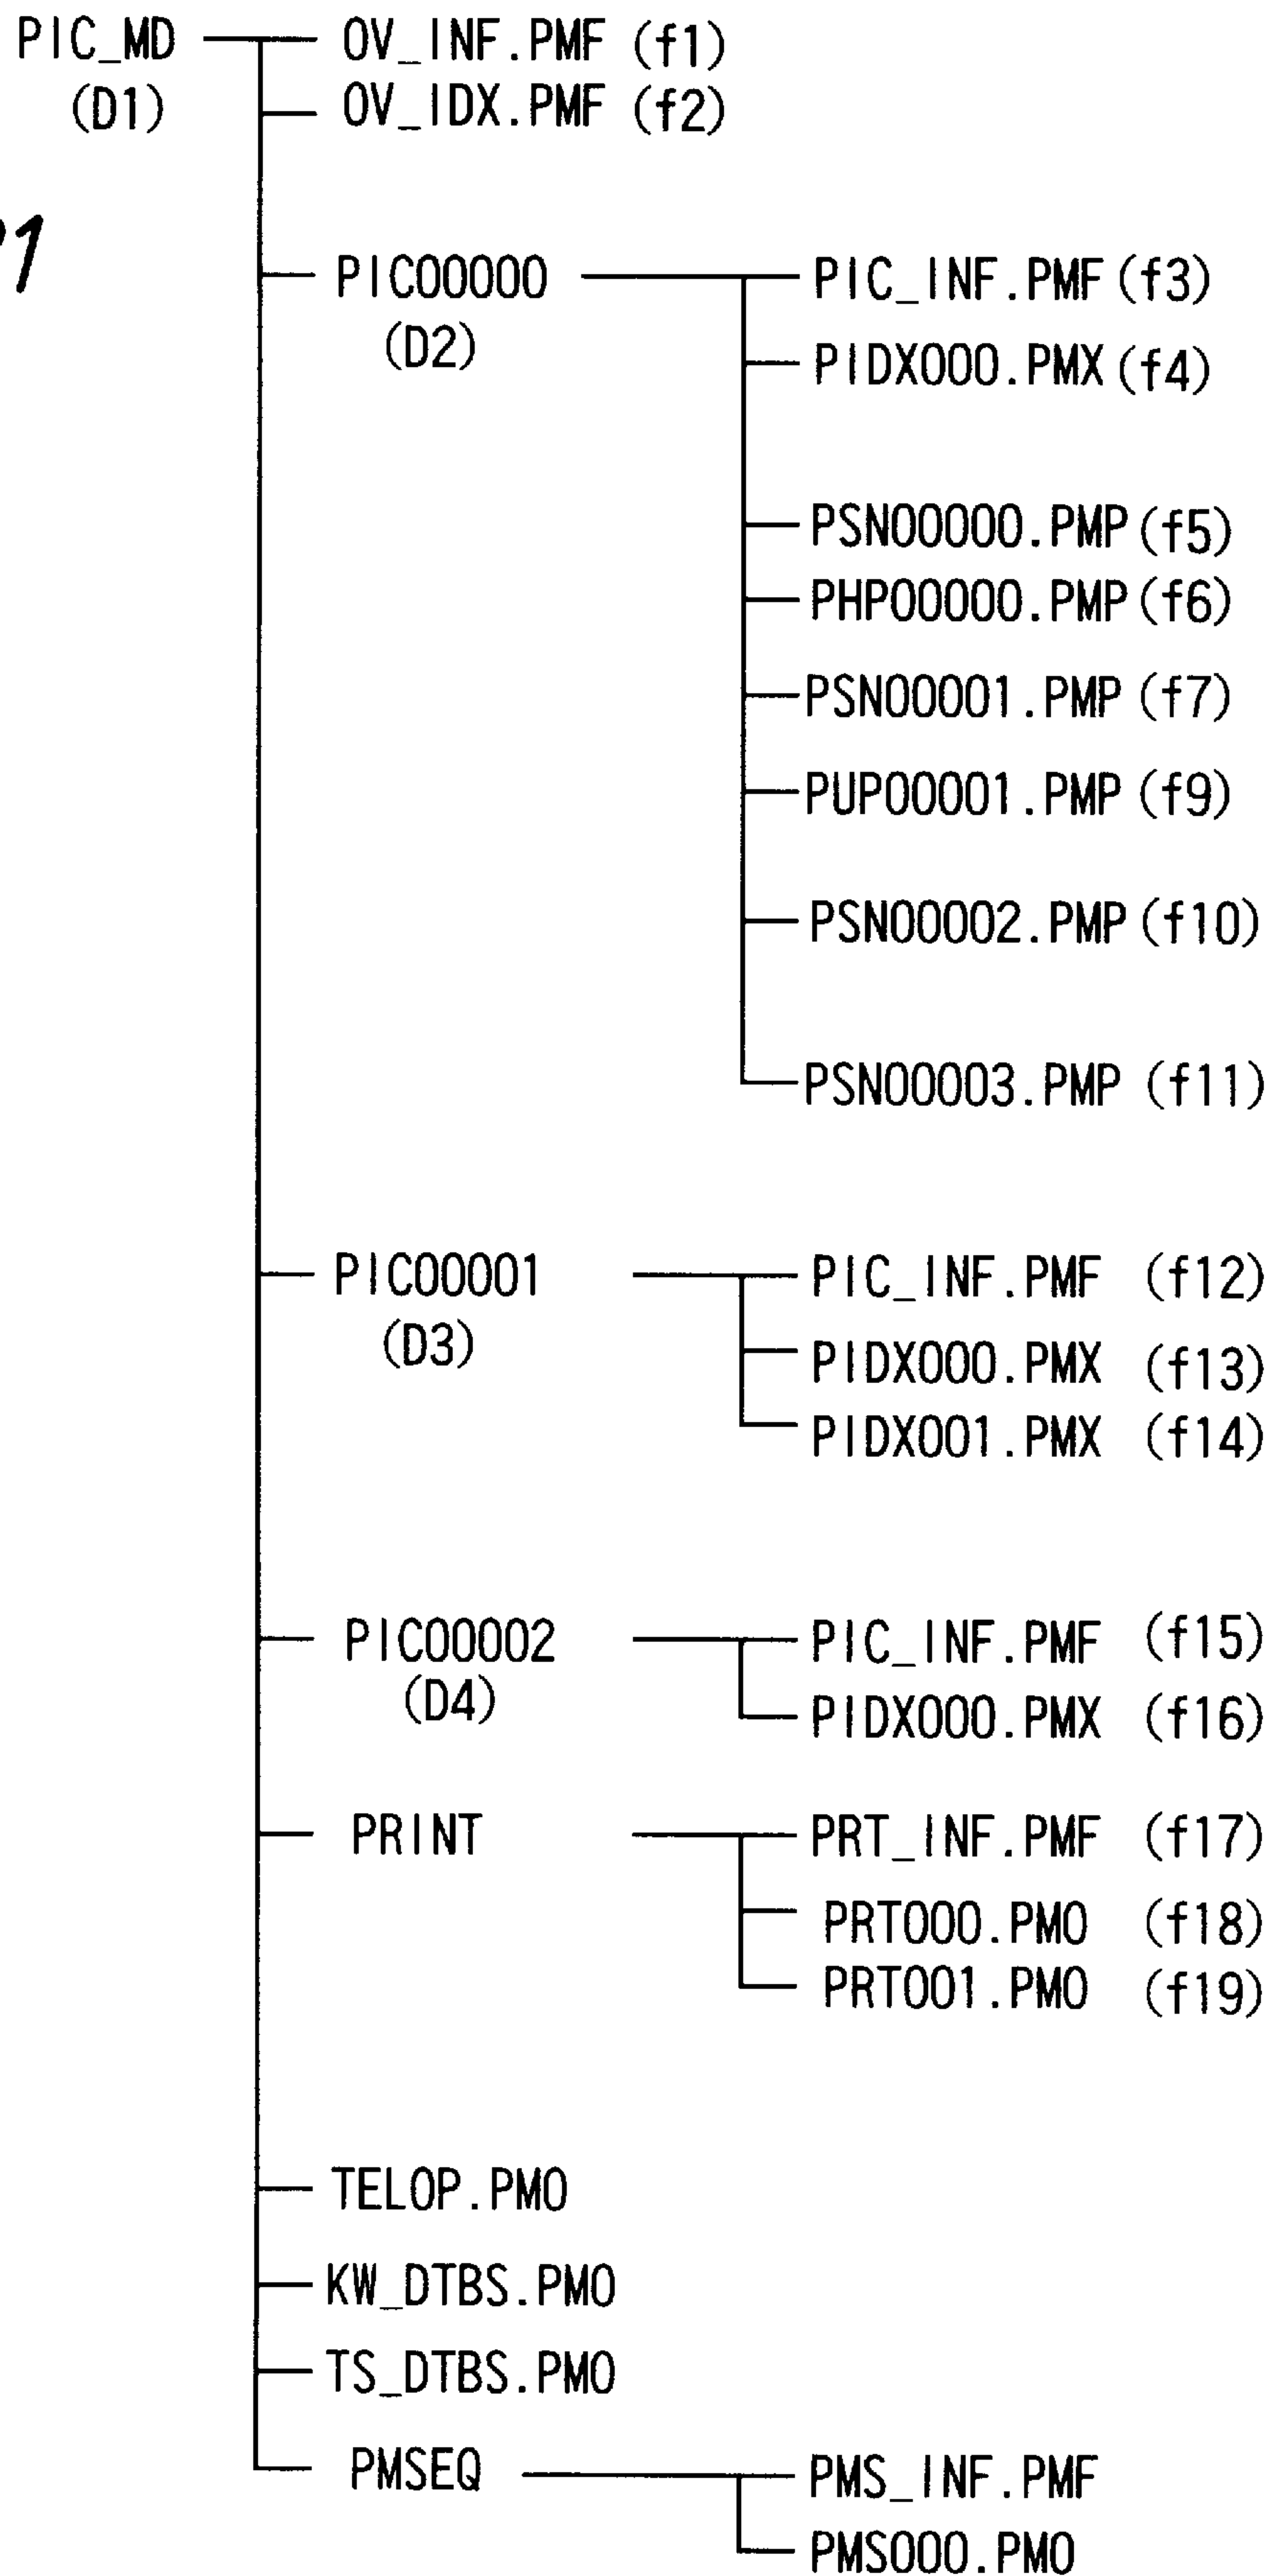 PIC_MD OV_INF.PMF (f1)
(D1) OV_IDX.PMF (f2)
PIC00000 PIC_INF.PMF (f3)
(D2) PIDX000.PMX (f4)
PSN00000.PMP (f5)
PHP00000.PMP (f6)
PSN00001.PMP (f7)
PUP00001.PMP (f9)
PSN00002.PMP (f10)
PSN00003.PMP (f11)
PIC00001 PIC_INF.PMF (f12)
(D3) PIDX000.PMX (f13)
PIDX001.PMX (f14)
PIC00002 PIC_INF.PMF (f15)
(D4) PIDX000.PMX (f16)
PRINT PRT_INF.PMF (f17)
PRT000.PMO (f18)
PRT001.PMO (f19)
TELOP.PMO
KW_DTBS.PMO
TS_DTBS.PMO
PMSEQ PMS_INF.PMF
PMS000.PMO